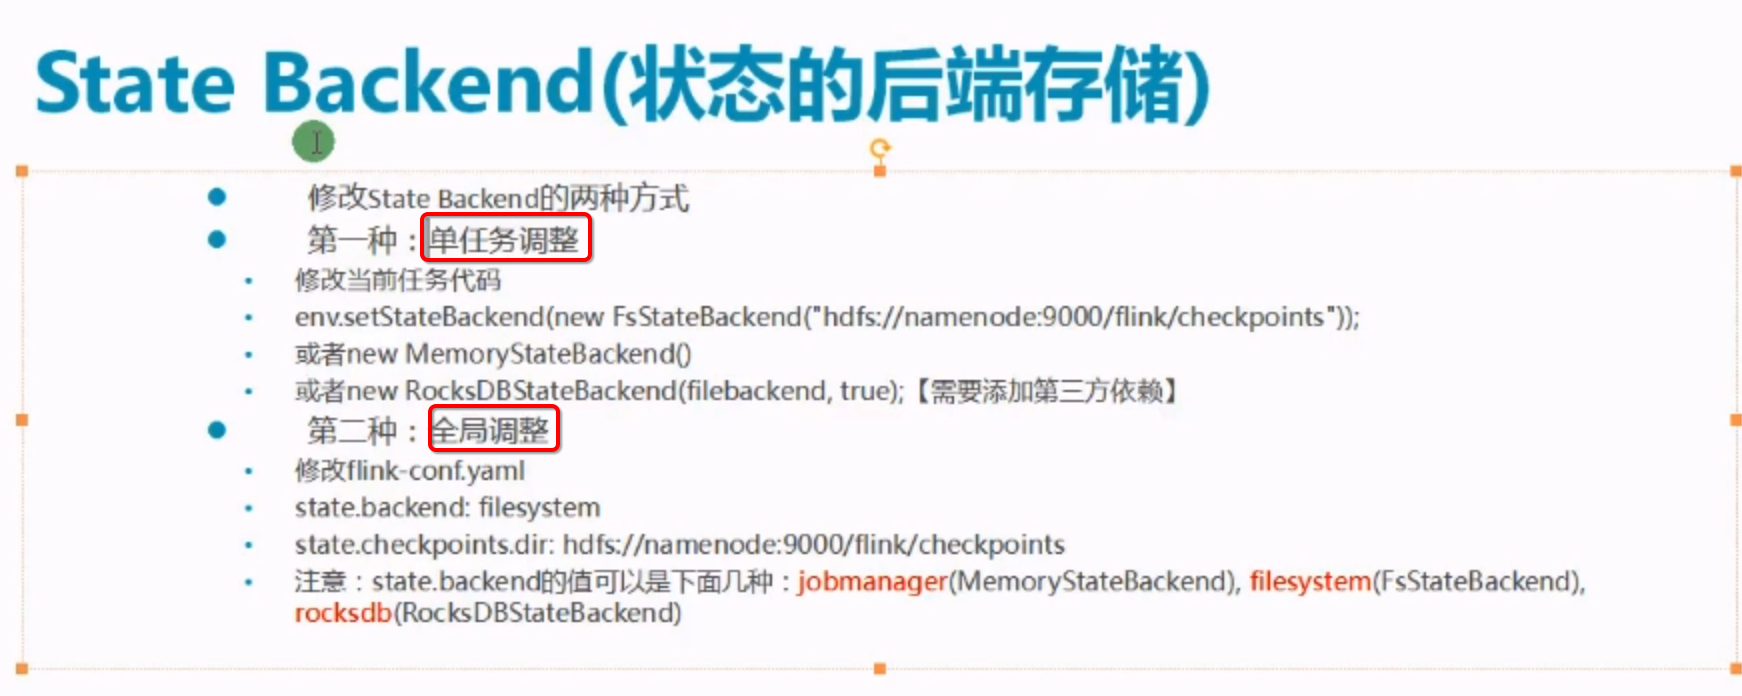 State Backend(状态的后端存储)
修改State Backend的两种方式
第一种：单任务调整
修改当前任务代码
env.setStateBackend(new FsStateBackend("hdfs://namenode:9000/flink/checkpoints"));
或者new MemoryStateBackend()
或者new RocksDBStateBackend(filebackend, true);【需要添加第三方依赖】
第二种：全局调整
修改flink-conf.yaml
state.backend: filesystem
state.checkpoints.dir: hdfs://namenode:9000/flink/checkpoints
注意：state.backend的值可以是下面几种：jobmanager(MemoryStateBackend), filesystem(FsStateBackend),
rocksdb(RocksDBStateBackend)